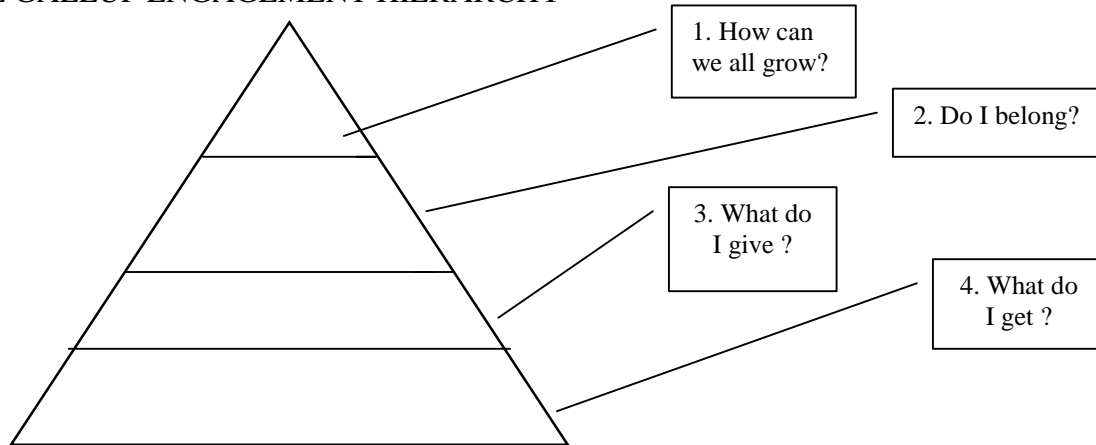 GALLUP ENGAGEMENT HIERARCHY
1. How can
we all grow?
2. Do I belong?
3. What do
I give ?
4. What do
I get ?